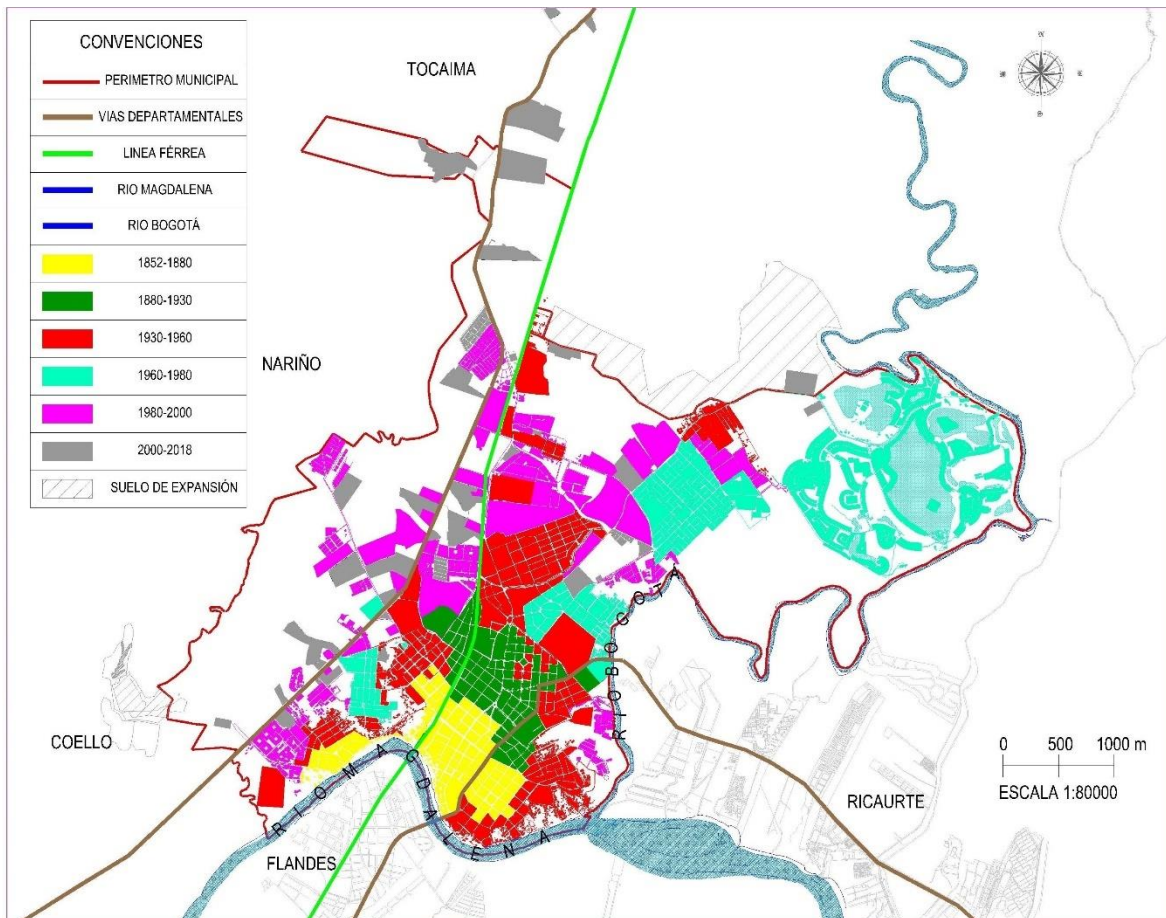 CONVENCIONES
PERIMETRO MUNICIPAL
VIAS DEPARTAMENTALES
LINEA FÉRREA
RIO MAGDALENA
RIO BOGOTÁ
1852-1880
1880-1930
1930-1960
1960-1980
1980-2000
2000-2018
SUELO DE EXPANSIÓN
TOCAIMA
NARIÑO
COELLO
FLANDES
RICAURTE
RIO MAGDALENA
RIO BOGOTA
0 500 1000 m
ESCALA 1:80000